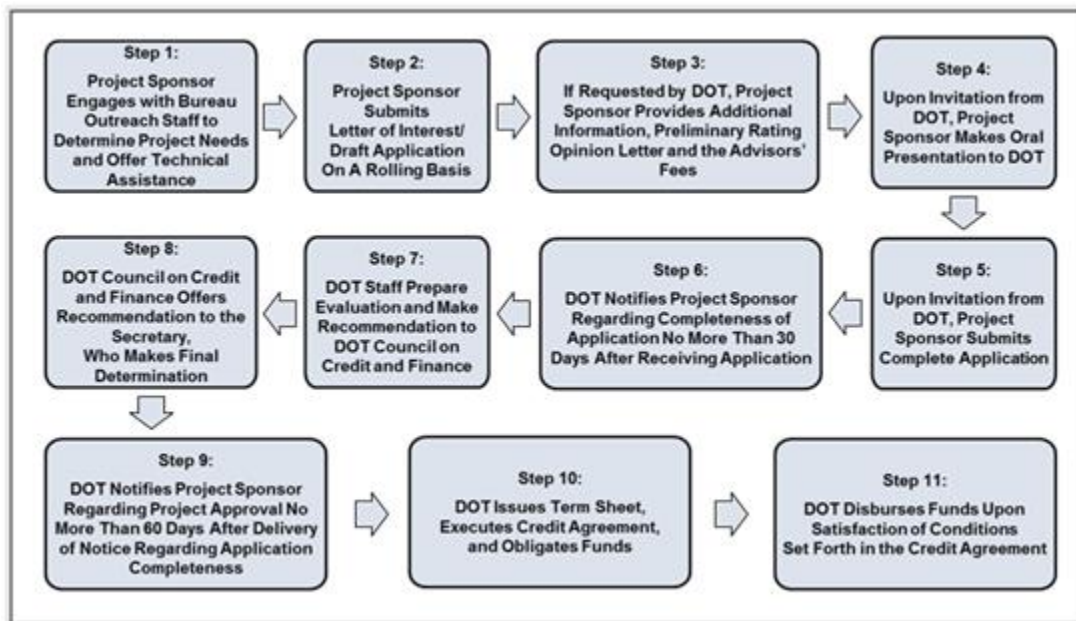 Step 1:
Project Sponsor
Engages with Bureau
Outreach Staff to
Determine Project Needs
and Offer Technical
Assistance
Step 2:
Project Sponsor
Submits
Letter of Interest/
Draft Application
On A Rolling Basis
Step 3:
If Requested by DOT, Project
Sponsor Provides Additional
Information, Preliminary Rating
Opinion Letter and the Advisors'
Fees
Step 4:
Upon Invitation from
DOT, Project
Sponsor Makes Oral
Presentation to DOT
Step 5:
Upon Invitation from
DOT, Project
Sponsor Submits
Complete Application
Step 6:
DOT Notifies Project Sponsor
Regarding Completeness of
Application No More Than 30
Days After Receiving Application
Step 7:
DOT Staff Prepare
Evaluation and Make
Recommendation to
DOT Council on
Credit and Finance
Step 8:
DOT Council on Credit
and Finance Offers
Recommendation to the
Secretary,
Who Makes Final
Determination
Step 9:
DOT Notifies Project Sponsor
Regarding Project Approval No
More Than 60 Days After Delivery
of Notice Regarding Application
Completeness
Step 10:
DOT Issues Term Sheet,
Executes Credit Agreement,
and Obligates Funds
Step 11:
DOT Disburses Funds Upon
Satisfaction of Conditions
Set Forth in the Credit Agreement